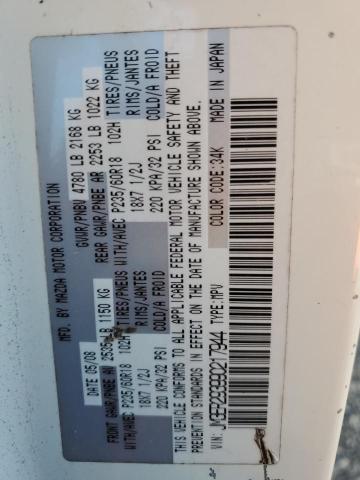 MFD. BY MAZDA MOTOR CORPORATION
DATE 05/08 GVWR/PNBV 4780 LB 2168 KG
FRONT GAWR/PNBE AV 2535 LB 1150 KG REAR GAWR/PNBE AR 2253 LB 1022 KG
WITH/AVEC P235/60R18 102H TIRES/PNEUS WITH/AVEC P235/60R18 102H TIRES/PNEUS
18X7 1/2J RIMS/JANTES 18X7 1/2J RIMS/JANTES
220 KPA/32 PSI COLD/A FROID 220 KPA/32 PSI COLD/A FROID
THIS VEHICLE CONFORMS TO ALL APPLICABLE FEDERAL MOTOR VEHICLE SAFETY AND THEFT
PREVENTION STANDARDS IN EFFECT ON THE DATE OF MANUFACTURE SHOWN ABOVE.
VIN: TYPE: MPV COLOR CODE: 34K MADE IN JAPAN